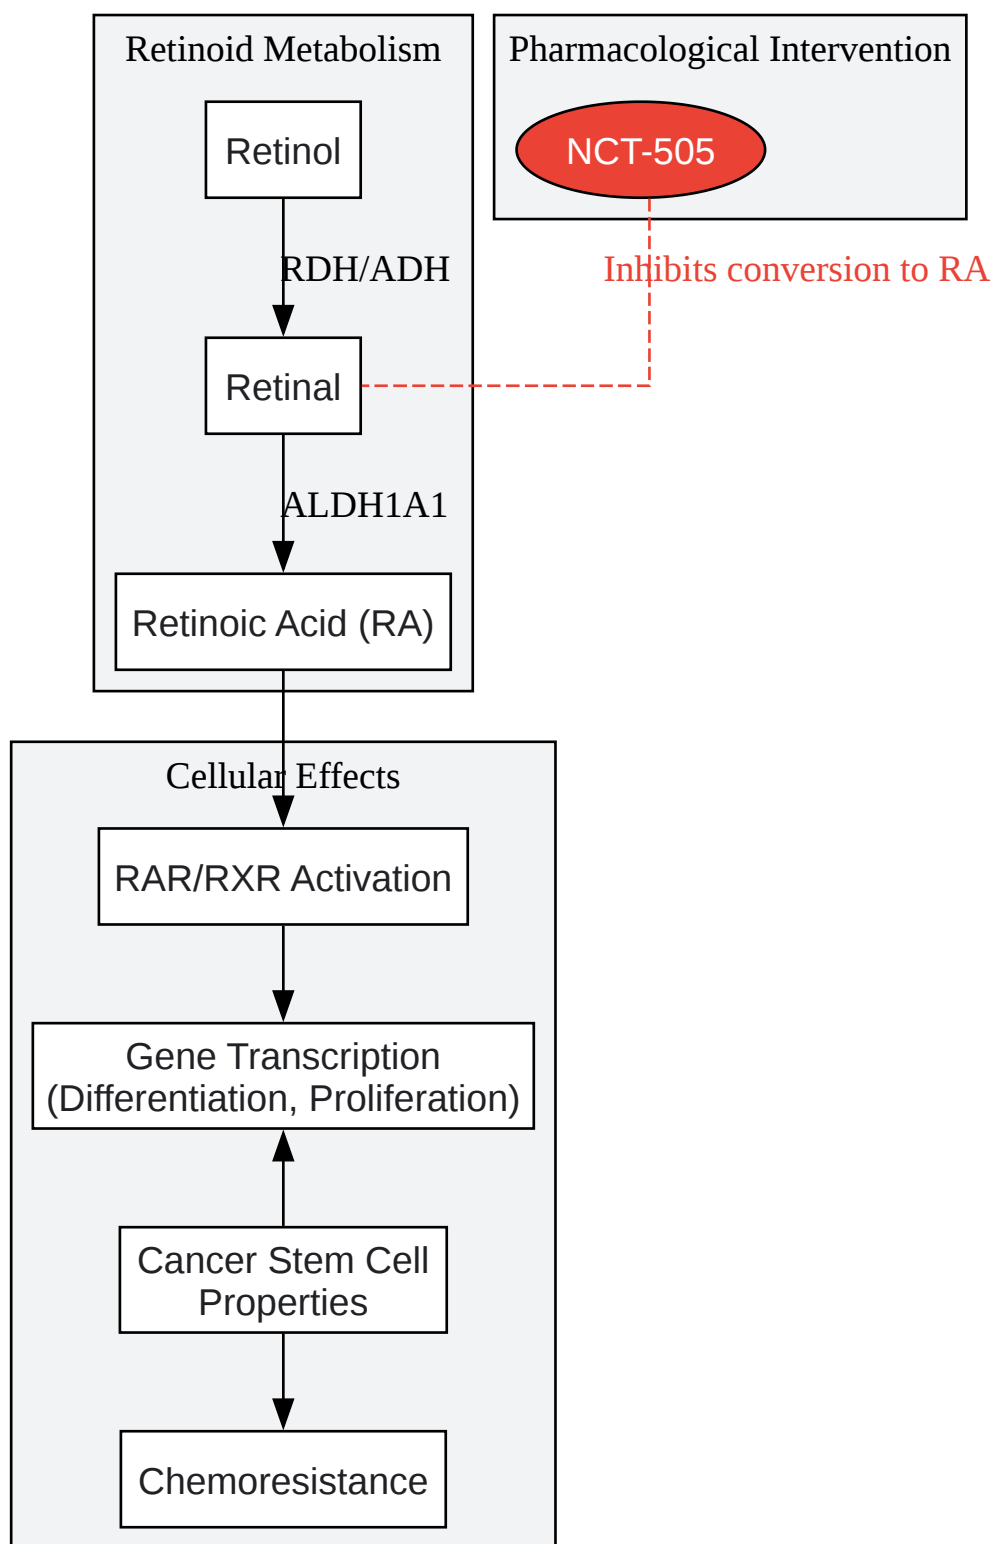 Retinoid Metabolism
Pharmacological Intervention
Retinol
NCT-505
RDH/ADH
Inhibits conversion to RA
Retinal
ALDH1A1
Retinoic Acid (RA)
Cellular Effects
RAR/RXR Activation
Gene Transcription
(Differentiation, Proliferation)
Cancer Stem Cell
Properties
Chemoresistance